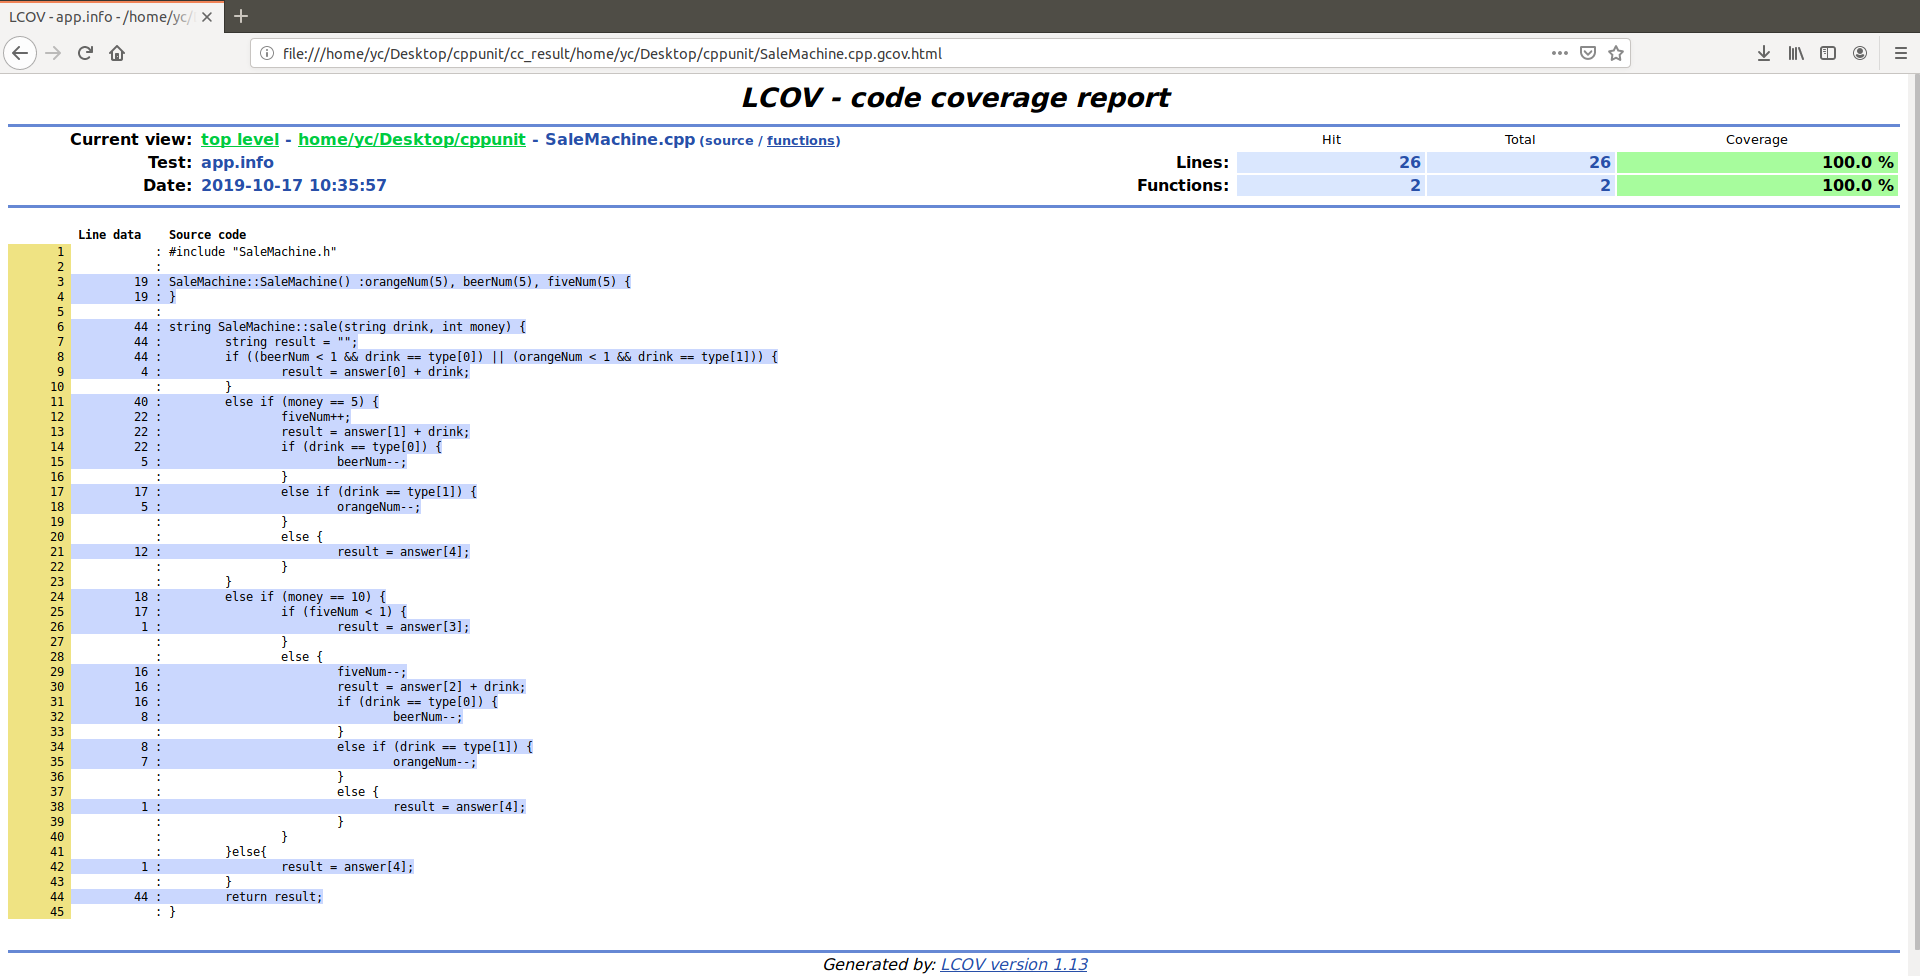 LCOV - app.info - /home/yc/
file:///home/yc/Desktop/cppunit/cc_result/home/yc/Desktop/cppunit/SaleMachine.cpp.gcov.html
LCOV - code coverage report
Current view: top level - home/yc/Desktop/cppunit - SaleMachine.cpp (source / functions) Hit Total Coverage
Test: app.info Lines: 26 26 100.0 %
Date: 2019-10-17 10:35:57 Functions: 2 2 100.0 %
Line data Source code
1 : #include "SaleMachine.h"
2 :
3 19 : SaleMachine::SaleMachine() :orangeNum(5), beerNum(5), fiveNum(5) {
4 19 : }
5 :
6 44 : string SaleMachine::sale(string drink, int money) {
7 44 : string result = "";
8 44 : if ((beerNum < 1 && drink == type[0]) || (orangeNum < 1 && drink == type[1])) {
9 4 : result = answer[0] + drink;
10 : }
11 40 : else if (money == 5) {
12 22 : fiveNum++;
13 22 : result = answer[1] + drink;
14 22 : if (drink == type[0]) {
15 5 : beerNum--;
16 : }
17 17 : else if (drink == type[1]) {
18 5 : orangeNum--;
19 : }
20 : else {
21 12 : result = answer[4];
22 : }
23 : }
24 18 : else if (money == 10) {
25 17 : if (fiveNum < 1) {
26 1 : result = answer[3];
27 : }
28 : else {
29 16 : fiveNum--;
30 16 : result = answer[2] + drink;
31 16 : if (drink == type[0]) {
32 8 : beerNum--;
33 : }
34 8 : else if (drink == type[1]) {
35 7 : orangeNum--;
36 : }
37 : else {
38 1 : result = answer[4];
39 : }
40 : }
41 : }else{
42 1 : result = answer[4];
43 : }
44 44 : return result;
45 : }
Generated by: LCOV version 1.13